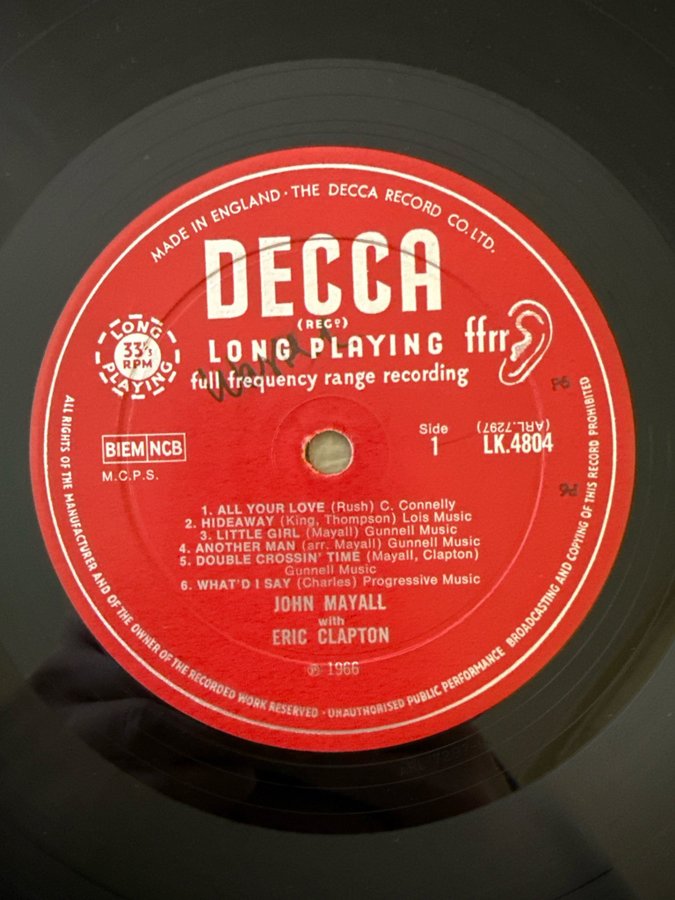 MADE IN ENGLAND · THE DECCA RECORD CO. LTD.
DECCA
(REGD)
LONG PLAYING
ffrr
full frequency range recording
LONG
33⅓
RPM
PLAYING
BIEM NCB
M.C.P.S.
Side
1
(ARL.7297)
LK.4804
P6
P6
1. ALL YOUR LOVE (Rush) C. Connelly
2. HIDEAWAY (King, Thompson) Lois Music
3. LITTLE GIRL (Mayall) Gunnell Music
4. ANOTHER MAN (arr. Mayall) Gunnell Music
5. DOUBLE CROSSIN' TIME (Mayall, Clapton)
Gunnell Music
6. WHAT'D I SAY (Charles) Progressive Music
JOHN MAYALL
with
ERIC CLAPTON
℗ 1966
ALL RIGHTS OF THE MANUFACTURER AND OF THE OWNER OF THE RECORDED WORK RESERVED · UNAUTHORISED PUBLIC PERFORMANCE BROADCASTING AND COPYING OF THIS RECORD PROHIBITED